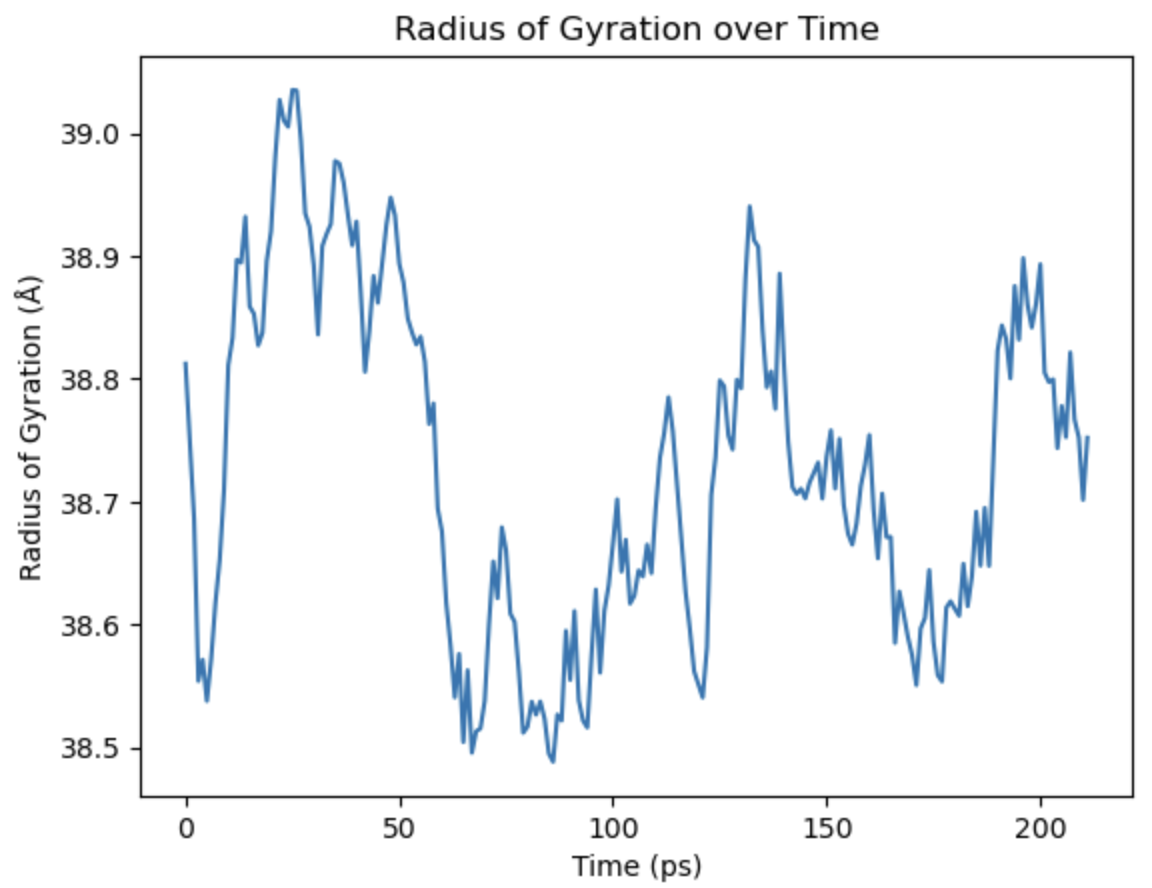 Radius of Gyration over Time
Radius of Gyration (Å)
39.0
38.9
38.8
38.7
38.6
38.5
0 50 100 150 200
Time (ps)